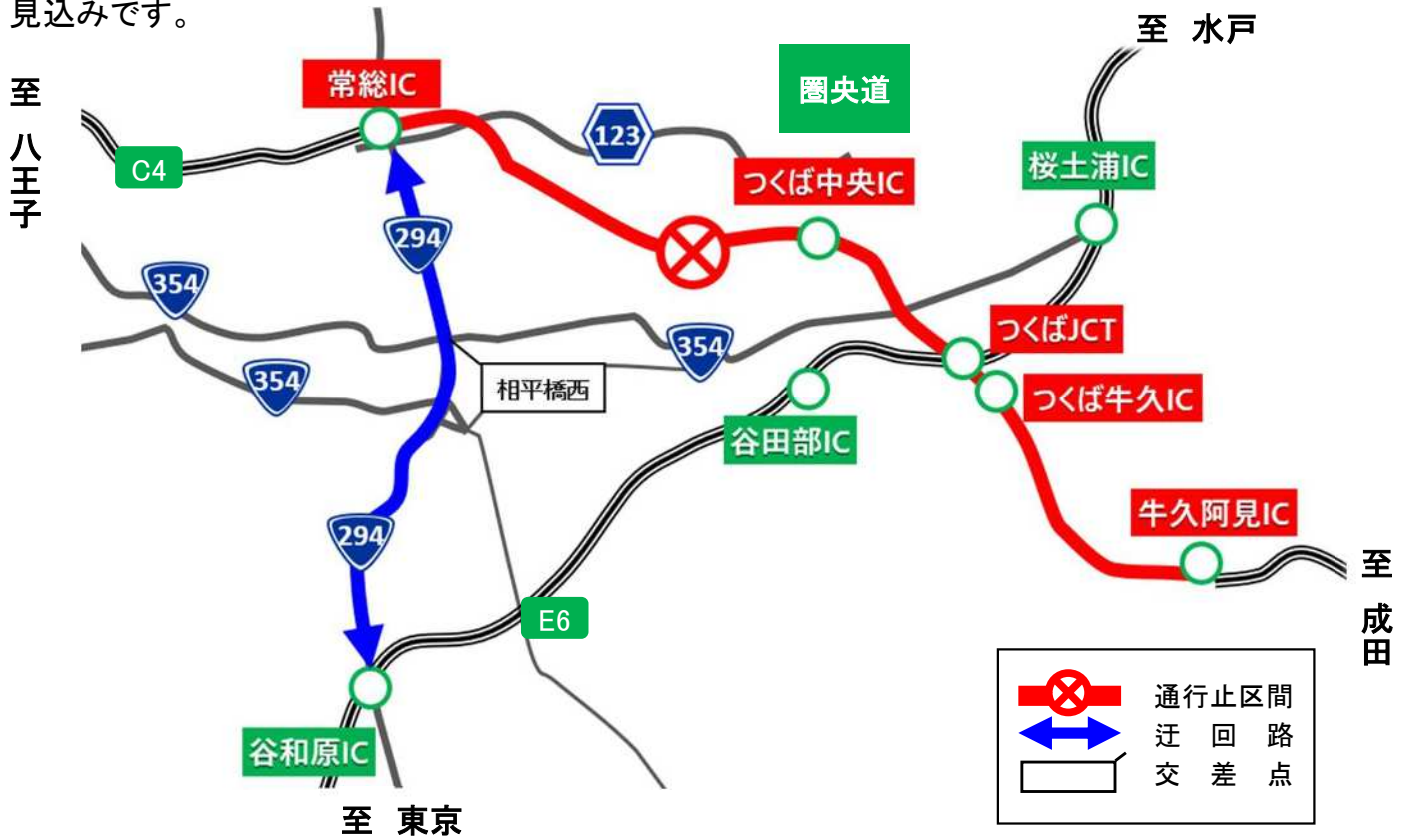 見込みです。
至 水戸
至 八王子
常総IC
圏央道
123
C4
つくば中央IC
桜土浦IC
294
354
つくばJCT
354
354
相平橋西
つくば牛久IC
谷田部IC
牛久阿見IC
294
至 成田
E6
谷和原IC
通行止区間
迂回路
交差点
至 東京